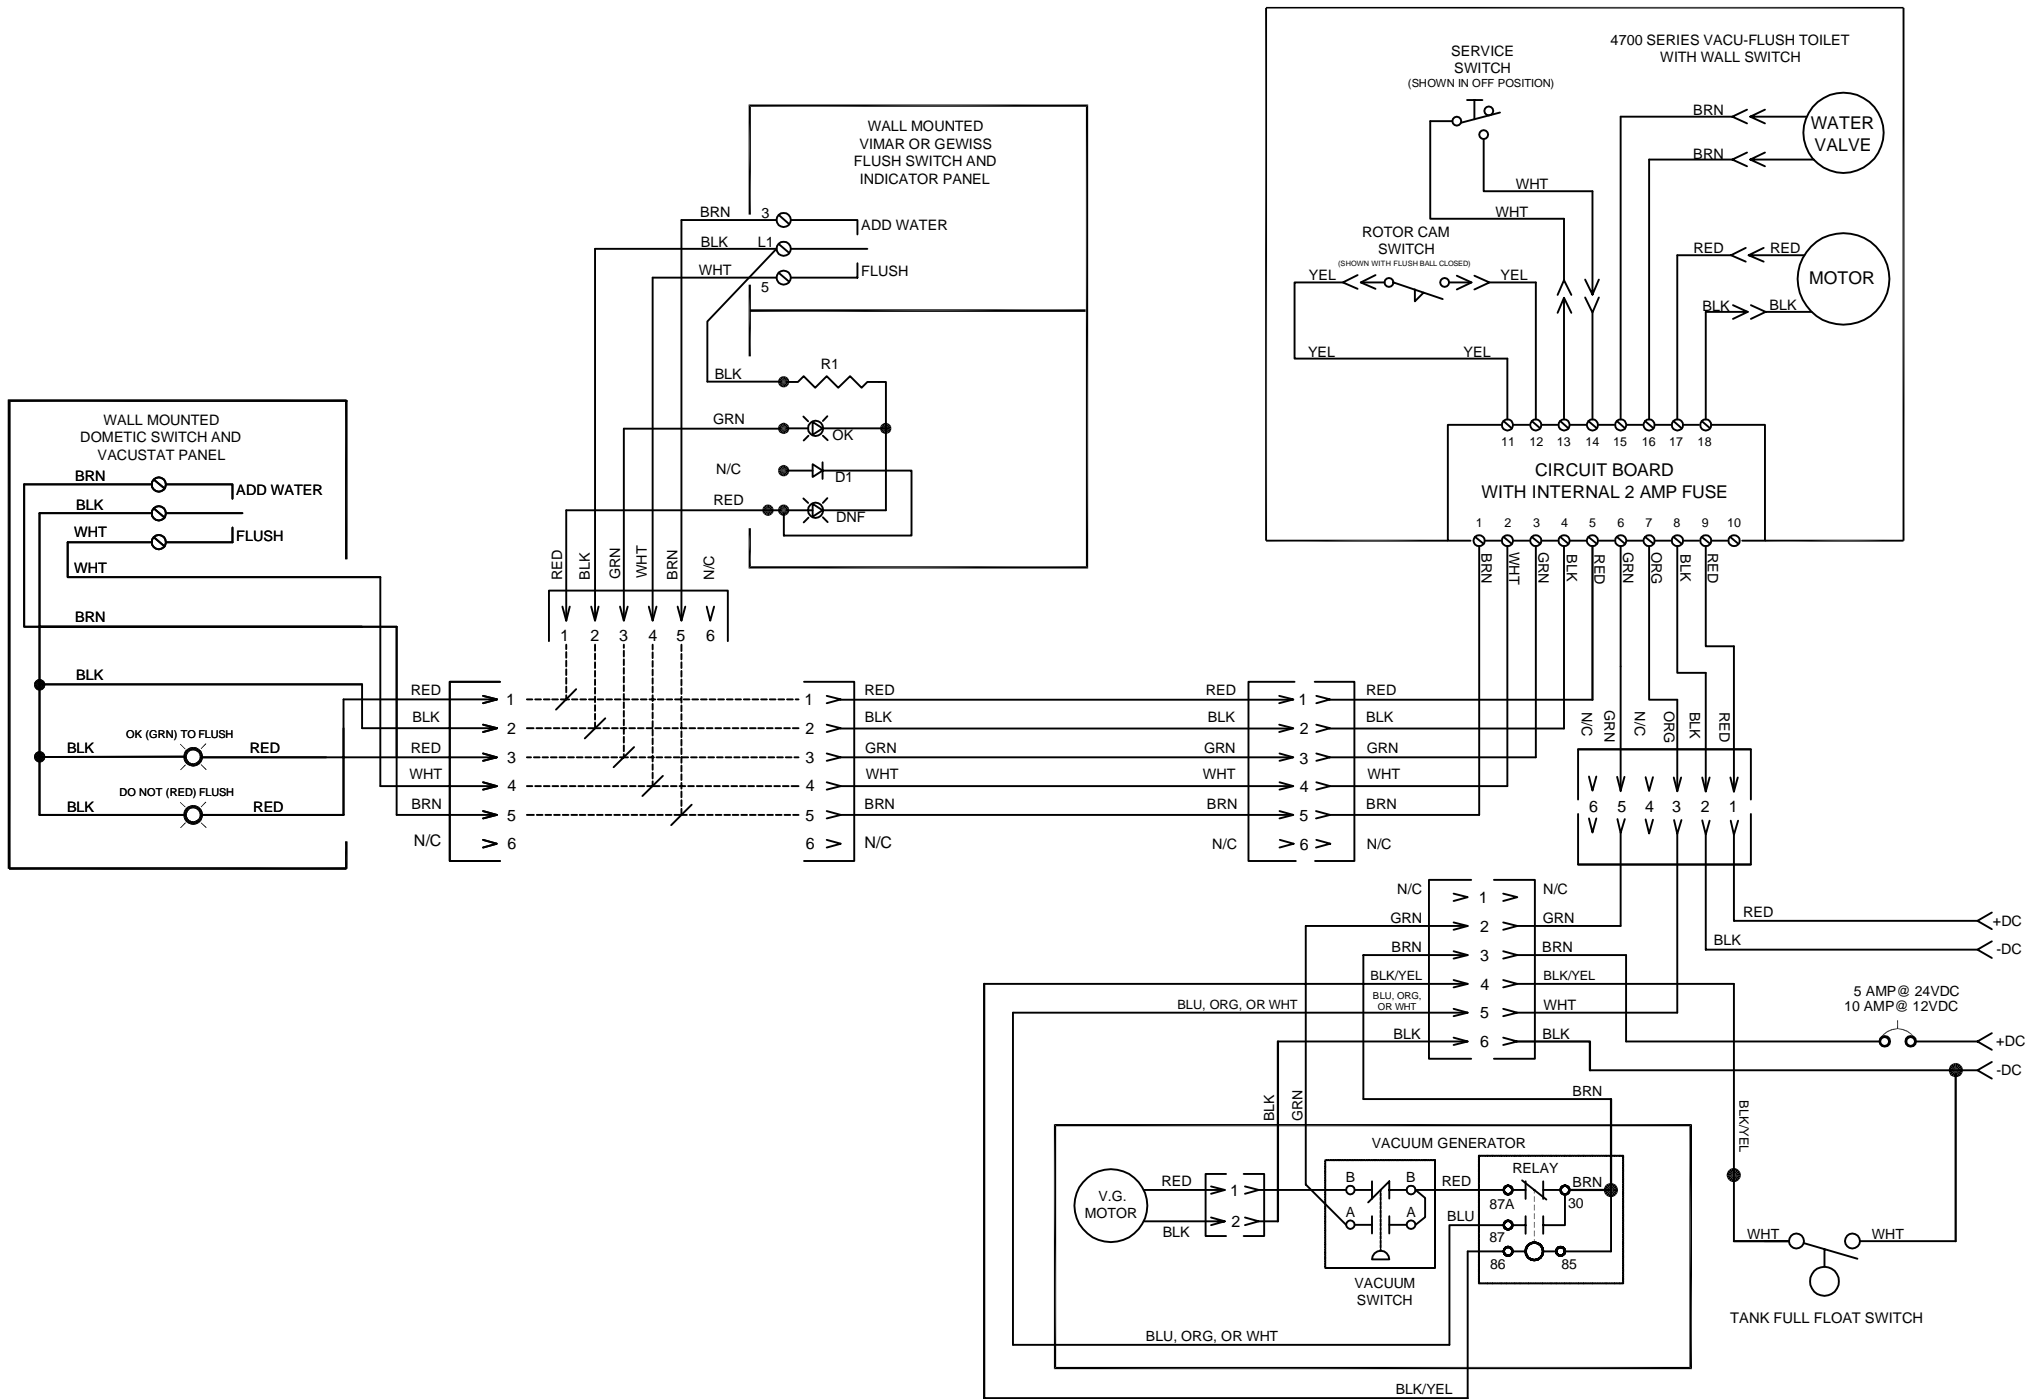 4700 SERIES VACU-FLUSH TOILET
WITH WALL SWITCH
SERVICE
SWITCH
(SHOWN IN OFF POSITION)
BRN
WATER
VALVE
BRN
WHT
WHT
ROTOR CAM
SWITCH
(SHOWN WITH FLUSH BALL CLOSED)
YEL
YEL
RED
RED
MOTOR
BLK
BLK
YEL
YEL
11 12 13 14 15 16 17 18
CIRCUIT BOARD
WITH INTERNAL 2 AMP FUSE
1 2 3 4 5 6 7 8 9 10
BRN
WHT
GRN
BLK
RED
GRN
ORG
BLK
RED
WALL MOUNTED
VIMAR OR GEWISS
FLUSH SWITCH AND
INDICATOR PANEL
BRN 3
ADD WATER
BLK L1
WHT
FLUSH
5
R1
BLK
GRN
OK
N/C
D1
RED
DNF
RED
BLK
GRN
WHT
BRN
N/C
1 2 3 4 5 6
WALL MOUNTED
DOMETIC SWITCH AND
VACUSTAT PANEL
BRN
ADD WATER
BLK
WHT
FLUSH
WHT
BRN
BLK
OK (GRN) TO FLUSH
BLK
RED
DO NOT (RED) FLUSH
BLK
RED
RED 1
BLK 2
RED 3
WHT 4
BRN 5
N/C 6
1 RED
2 BLK
3 GRN
4 WHT
5 BRN
6 N/C
RED 1 RED
BLK 2 BLK
GRN 3 GRN
WHT 4 WHT
BRN 5 BRN
N/C 6 N/C
N/C
GRN
N/C
ORG
BLK
RED
6 5 4 3 2 1
RED
+DC
BLK
-DC
N/C 1 N/C
GRN 2 GRN
BRN 3 BRN
BLK/YEL 4 BLK/YEL
BLU, ORG, OR WHT
BLU, ORG,
OR WHT
5 WHT
BLK 6 BLK
5 AMP@ 24VDC
10 AMP@ 12VDC
+DC
-DC
BLK
GRN
BRN
BLK/YEL
VACUUM GENERATOR
V.G.
MOTOR
RED
1
2
BLK
B B
A A
VACUUM
SWITCH
RED
BLU
RELAY
BRN
87A 30
87
86 85
BLU, ORG, OR WHT
BLK/YEL
WHT
WHT
TANK FULL FLOAT SWITCH